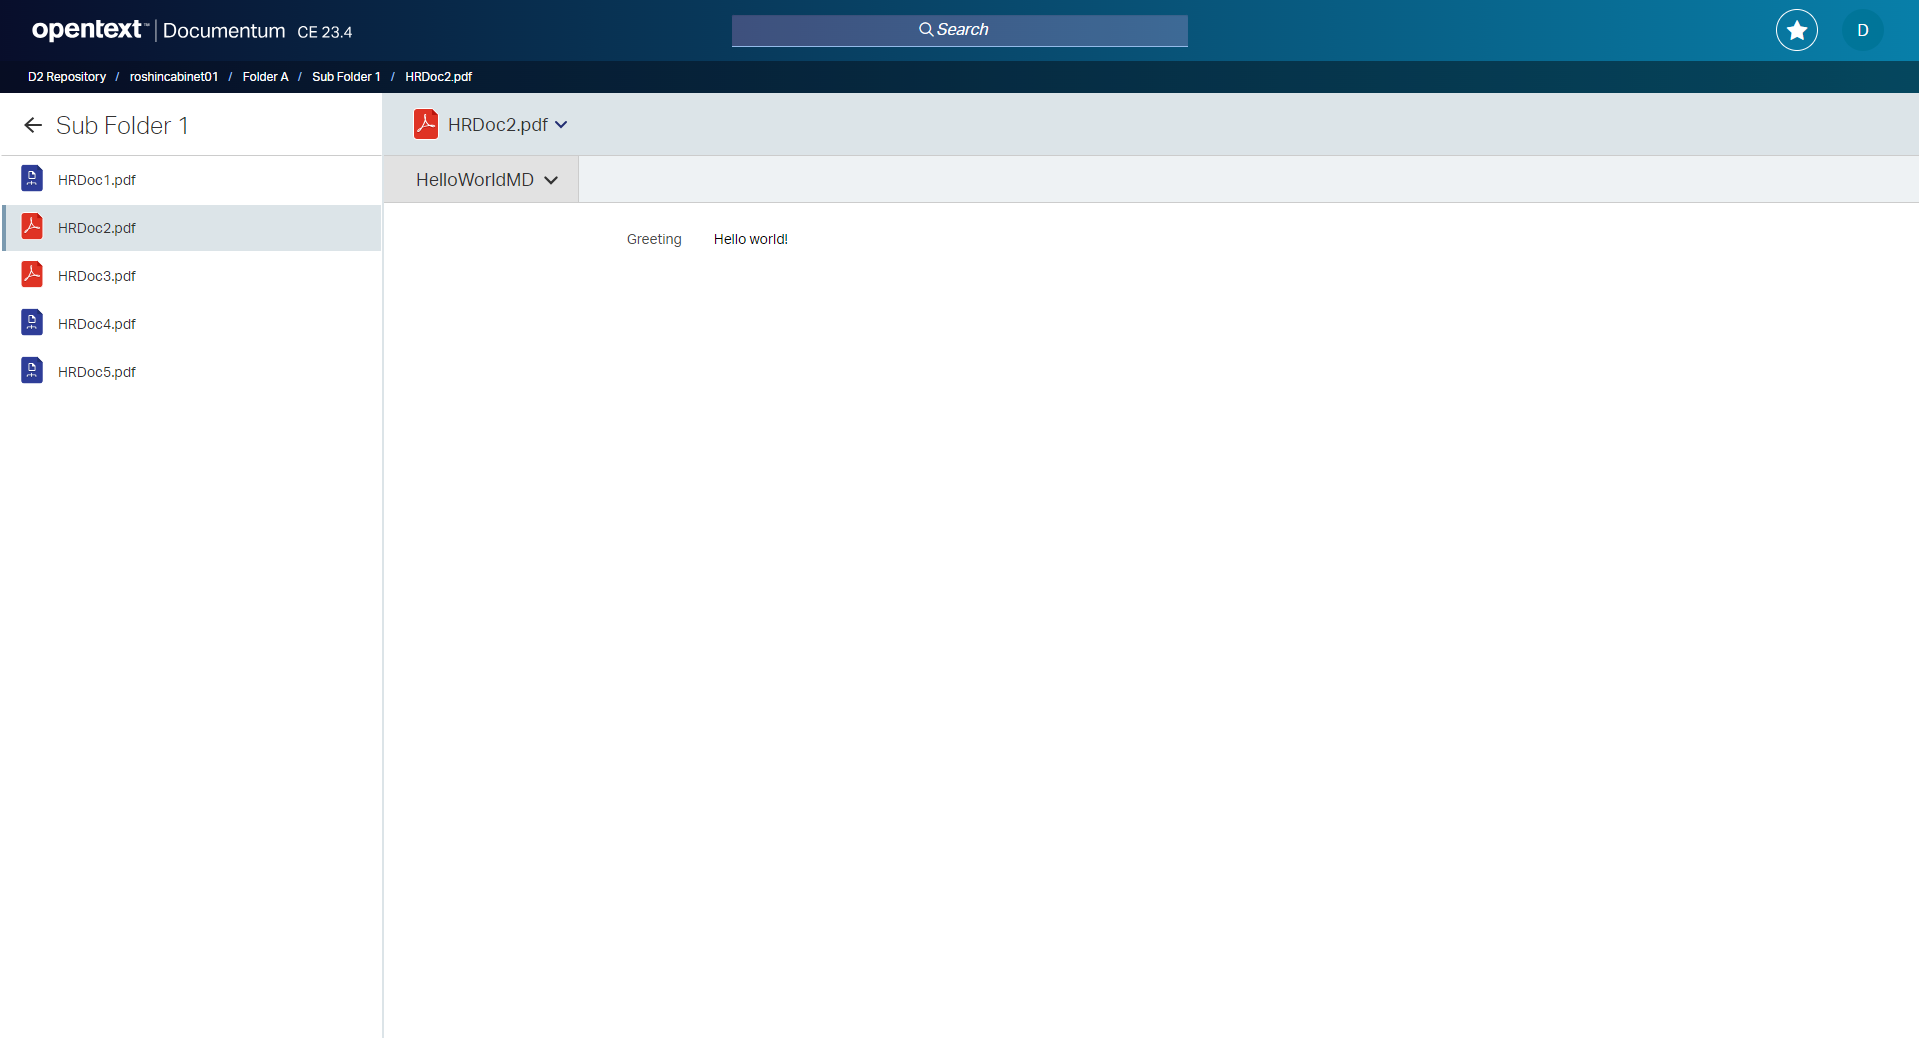 opentext™ | Documentum CE 23.4
Search
D
D2 Repository / roshincabinet01 / Folder A / Sub Folder 1 / HRDoc2.pdf
Sub Folder 1
HRDoc1.pdf
HRDoc2.pdf
HRDoc3.pdf
HRDoc4.pdf
HRDoc5.pdf
HRDoc2.pdf
HelloWorldMD
Greeting Hello world!